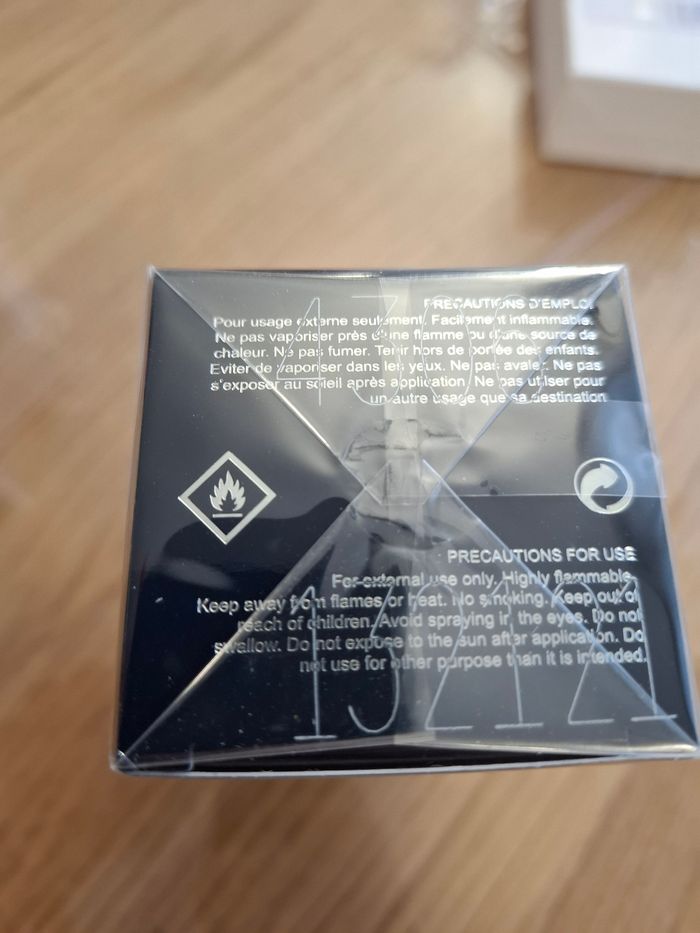 PRECAUTIONS D'EMPLOI
Pour usage externe seulement. Facilement inflammable.
Ne pas vaporiser près d'une flamme ou d'une source de
chaleur. Ne pas fumer. Tenir hors de portée des enfants.
Eviter de vaporiser dans les yeux. Ne pas avaler. Ne pas
s'exposer au soleil après application. Ne pas utiliser pour
un autre usage que sa destination
PRECAUTIONS FOR USE
For external use only. Highly flammable.
Keep away from flames or heat. No smoking. Keep out of
reach of children. Avoid spraying in the eyes. Do not
swallow. Do not expose to the sun after application. Do
not use for other purpose than it is intended.